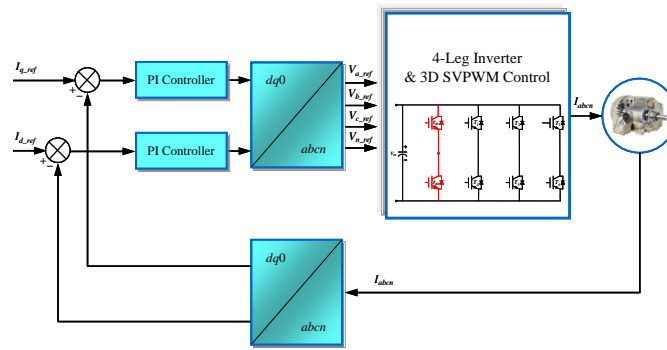 I_q_ref
+
−
PI Controller
dq0
abcn
V_a_ref
V_b_ref
V_c_ref
V_n_ref
4-Leg Inverter
& 3D SVPWM Control
I_abcn
I_d_ref
+
−
PI Controller
dq0
abcn
I_abcn